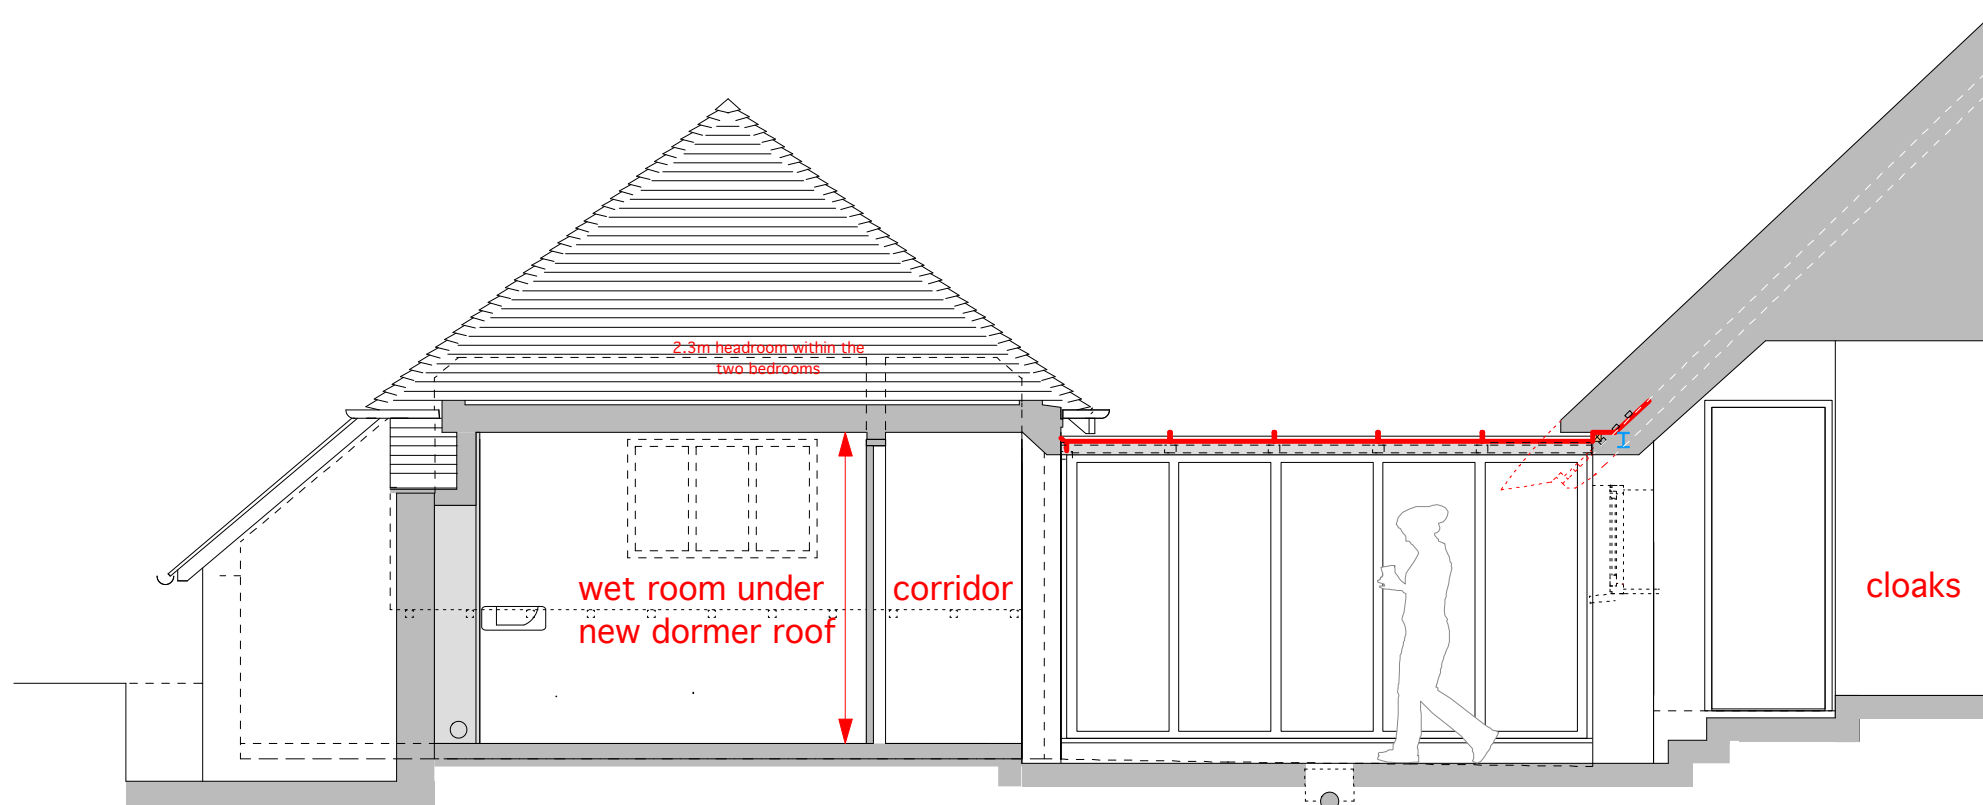 2.3m headroom within the
two bedrooms
wet room under
new dormer roof
corridor
cloaks